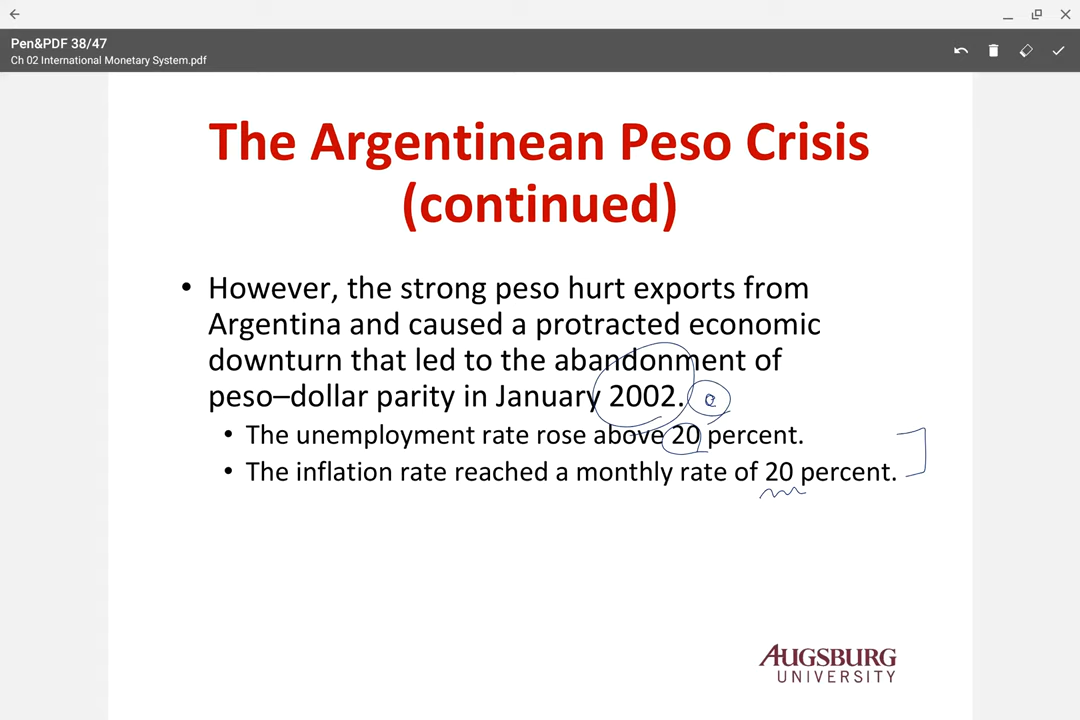 Pen&PDF 38/47
Ch 02 International Monetary System.pdf
The Argentinean Peso Crisis
(continued)
• However, the strong peso hurt exports from
Argentina and caused a protracted economic
downturn that led to the abandonment of
peso–dollar parity in January 2002.
• The unemployment rate rose above 20 percent.
• The inflation rate reached a monthly rate of 20 percent.
AUGSBURG
UNIVERSITY